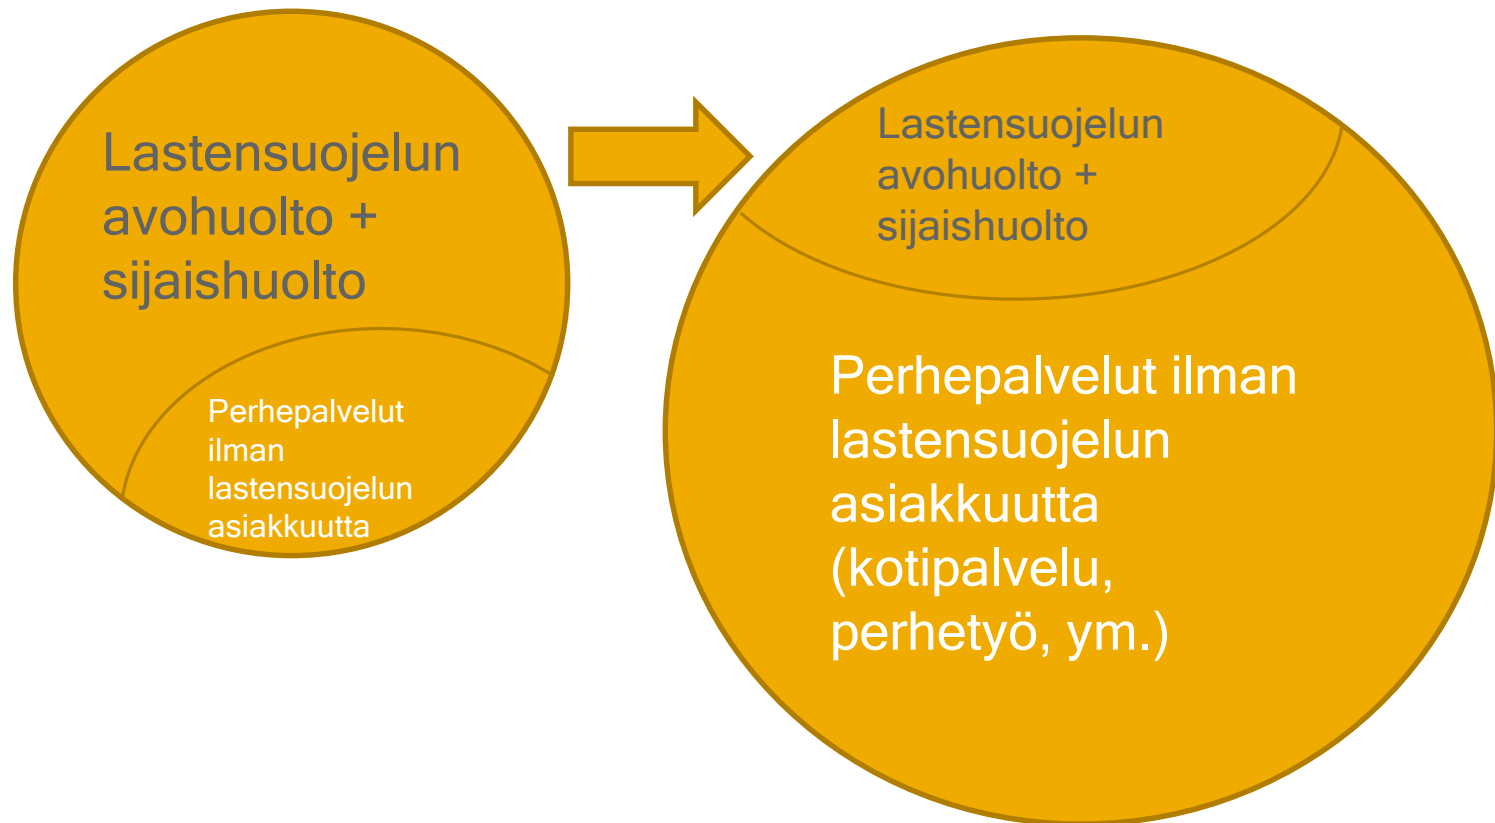 Lastensuojelun
avohuolto +
sijaishuolto
Perhepalvelut
ilman
lastensuojelun
asiakkuutta
Lastensuojelun
avohuolto +
sijaishuolto
Perhepalvelut ilman
lastensuojelun
asiakkuutta
(kotipalvelu,
perhetyö, ym.)